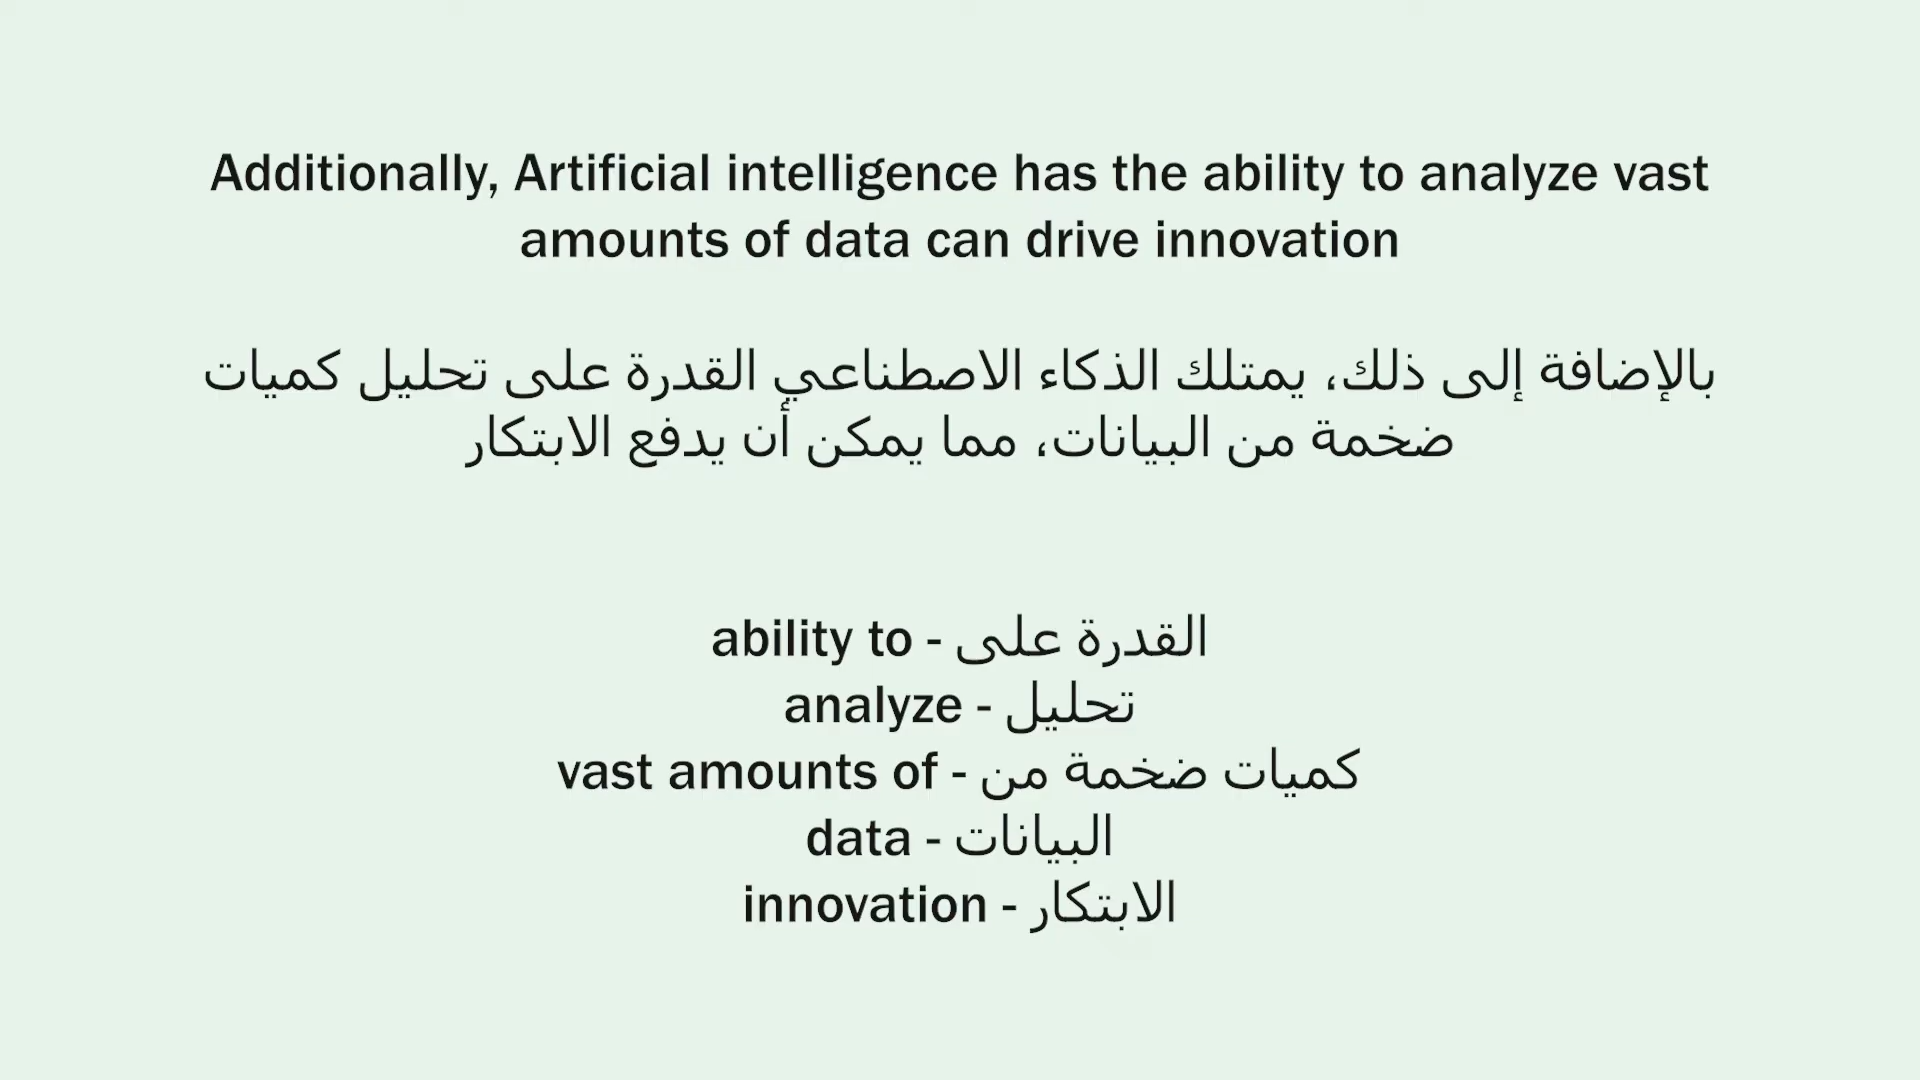 Additionally, Artificial intelligence has the ability to analyze vast
amounts of data can drive innovation
بالإضافة إلى ذلك، يمتلك الذكاء الاصطناعي القدرة على تحليل كميات
ضخمة من البيانات، مما يمكن أن يدفع الابتكار
ability to - القدرة على
analyze - تحليل
vast amounts of - كميات ضخمة من
data - البيانات
innovation - الابتكار